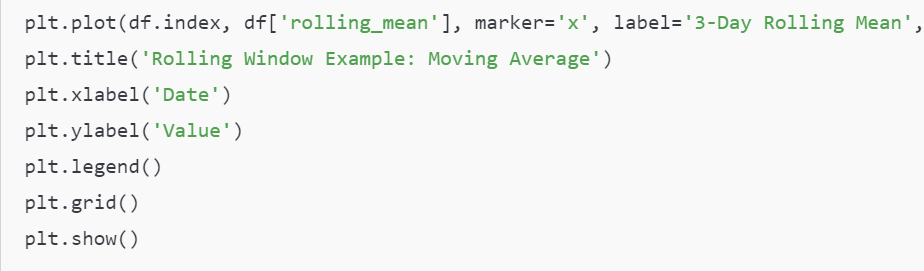 plt.plot(df.index, df['rolling_mean'], marker='x', label='3-Day Rolling Mean',
plt.title('Rolling Window Example: Moving Average')
plt.xlabel('Date')
plt.ylabel('Value')
plt.legend()
plt.grid()
plt.show()